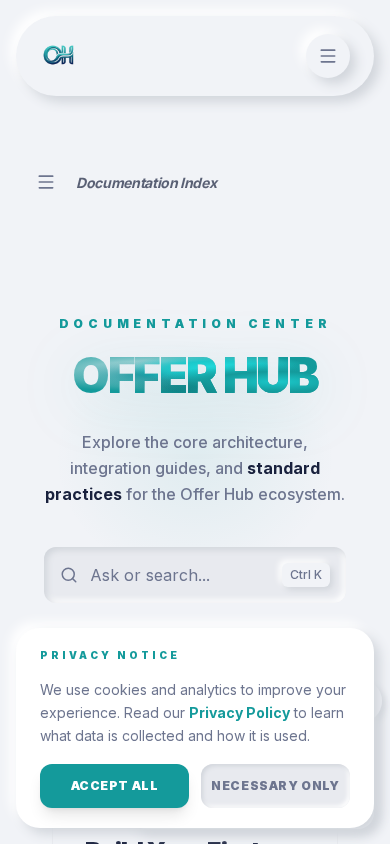 OH
Documentation Index
DOCUMENTATION CENTER
OFFER HUB
Explore the core architecture,
integration guides, and standard
practices for the Offer Hub ecosystem.
Ask or search...
Ctrl K
PRIVACY NOTICE
We use cookies and analytics to improve your
experience. Read our Privacy Policy to learn
what data is collected and how it is used.
ACCEPT ALL
NECESSARY ONLY